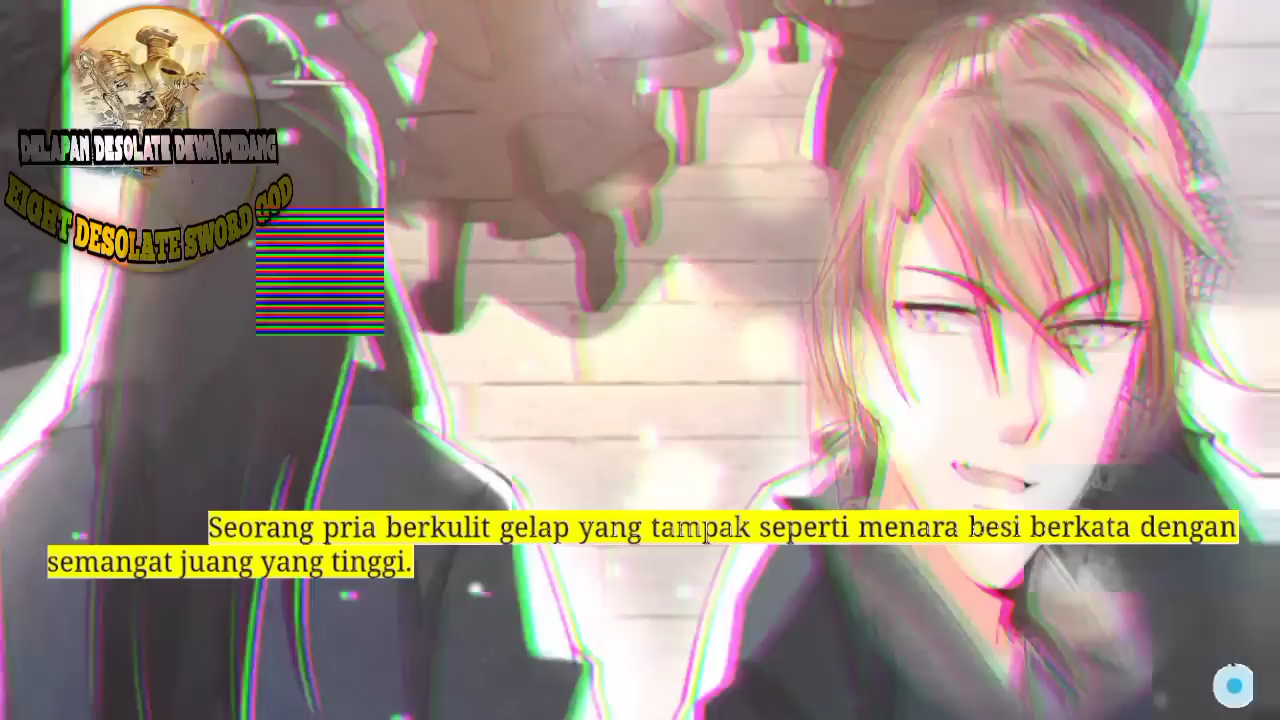 DELAPAN DESOLATE DEWA PEDANG
EIGHT DESOLATE SWORD GOD
Seorang pria berkulit gelap yang tampak seperti menara besi berkata dengan
semangat juang yang tinggi.